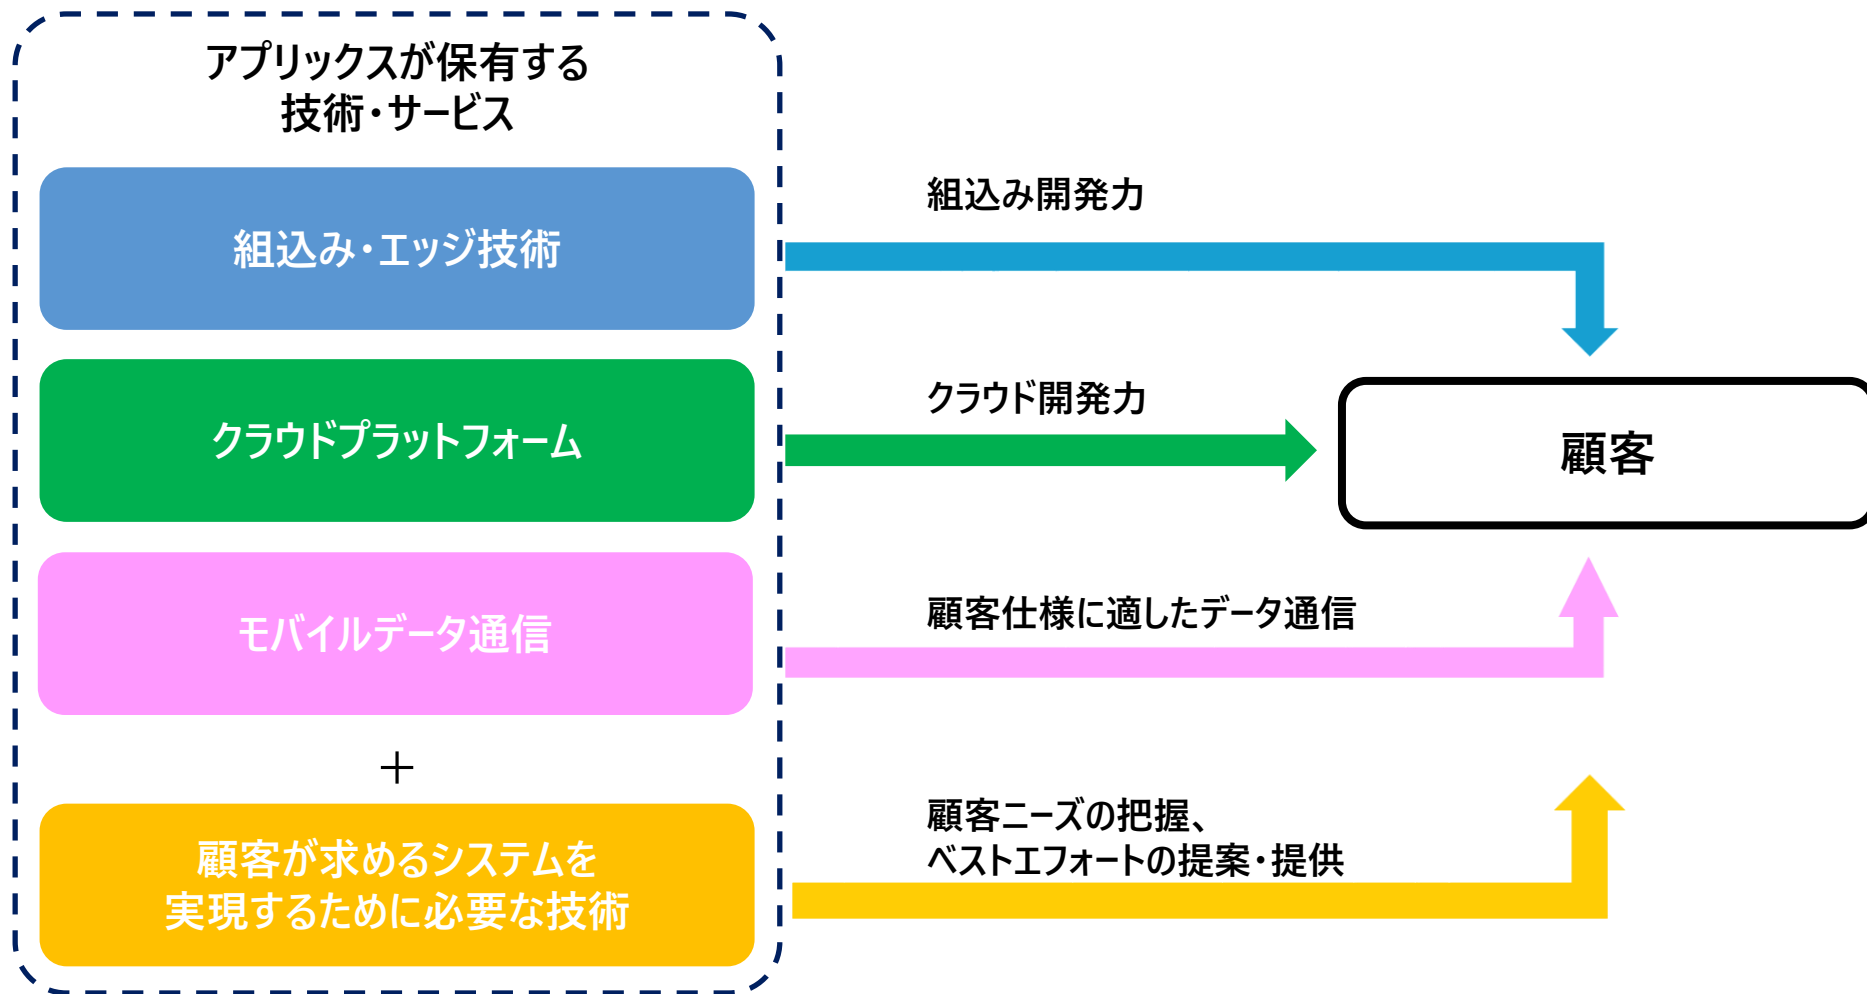 アプリックスが保有する
技術・サービス
組込み・エッジ技術
組込み開発力
クラウドプラットフォーム
クラウド開発力
顧客
モバイルデータ通信
顧客仕様に適したデータ通信
＋
顧客が求めるシステムを
実現するために必要な技術
顧客ニーズの把握、
ベストエフォートの提案・提供